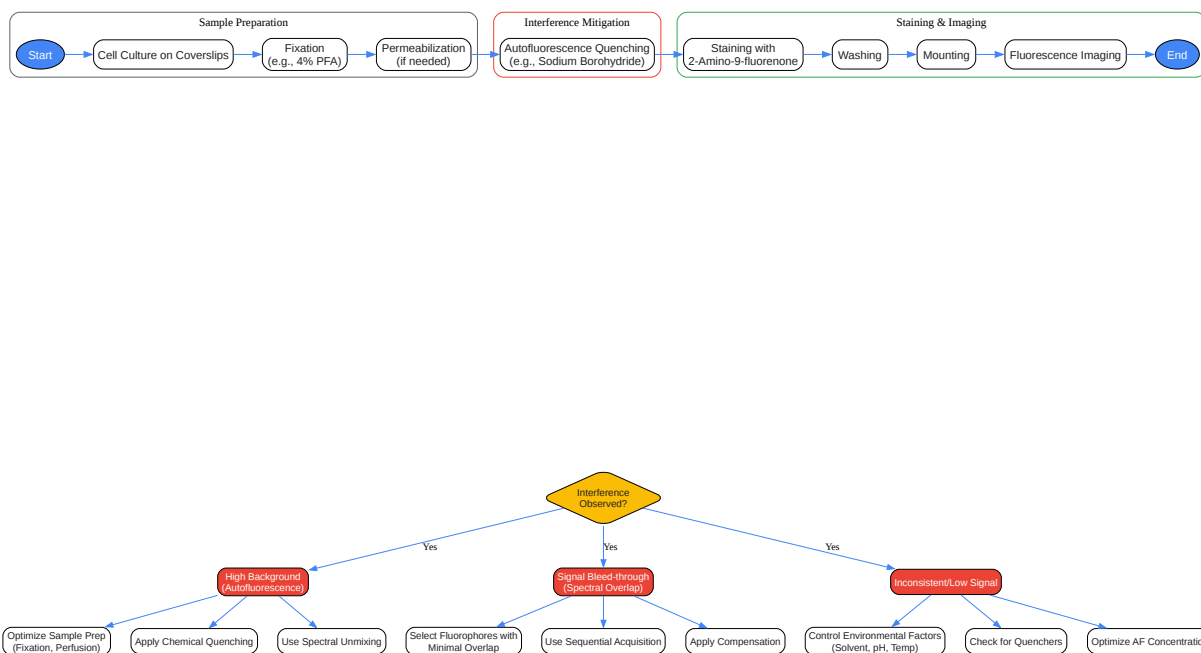 Sample Preparation
Interference Mitigation
Staining & Imaging
Start
Cell Culture on Coverslips
Fixation
(e.g., 4% PFA)
Permeabilization
(if needed)
Autofluorescence Quenching
(e.g., Sodium Borohydride)
Staining with
2-Amino-9-fluorenone
Washing
Mounting
Fluorescence Imaging
End
Interference
Observed?
Yes
Yes
Yes
High Background
(Autofluorescence)
Signal Bleed-through
(Spectral Overlap)
Inconsistent/Low Signal
Optimize Sample Prep
(Fixation, Perfusion)
Apply Chemical Quenching
Use Spectral Unmixing
Select Fluorophores with
Minimal Overlap
Use Sequential Acquisition
Apply Compensation
Control Environmental Factors
(Solvent, pH, Temp)
Check for Quenchers
Optimize AF Concentratio